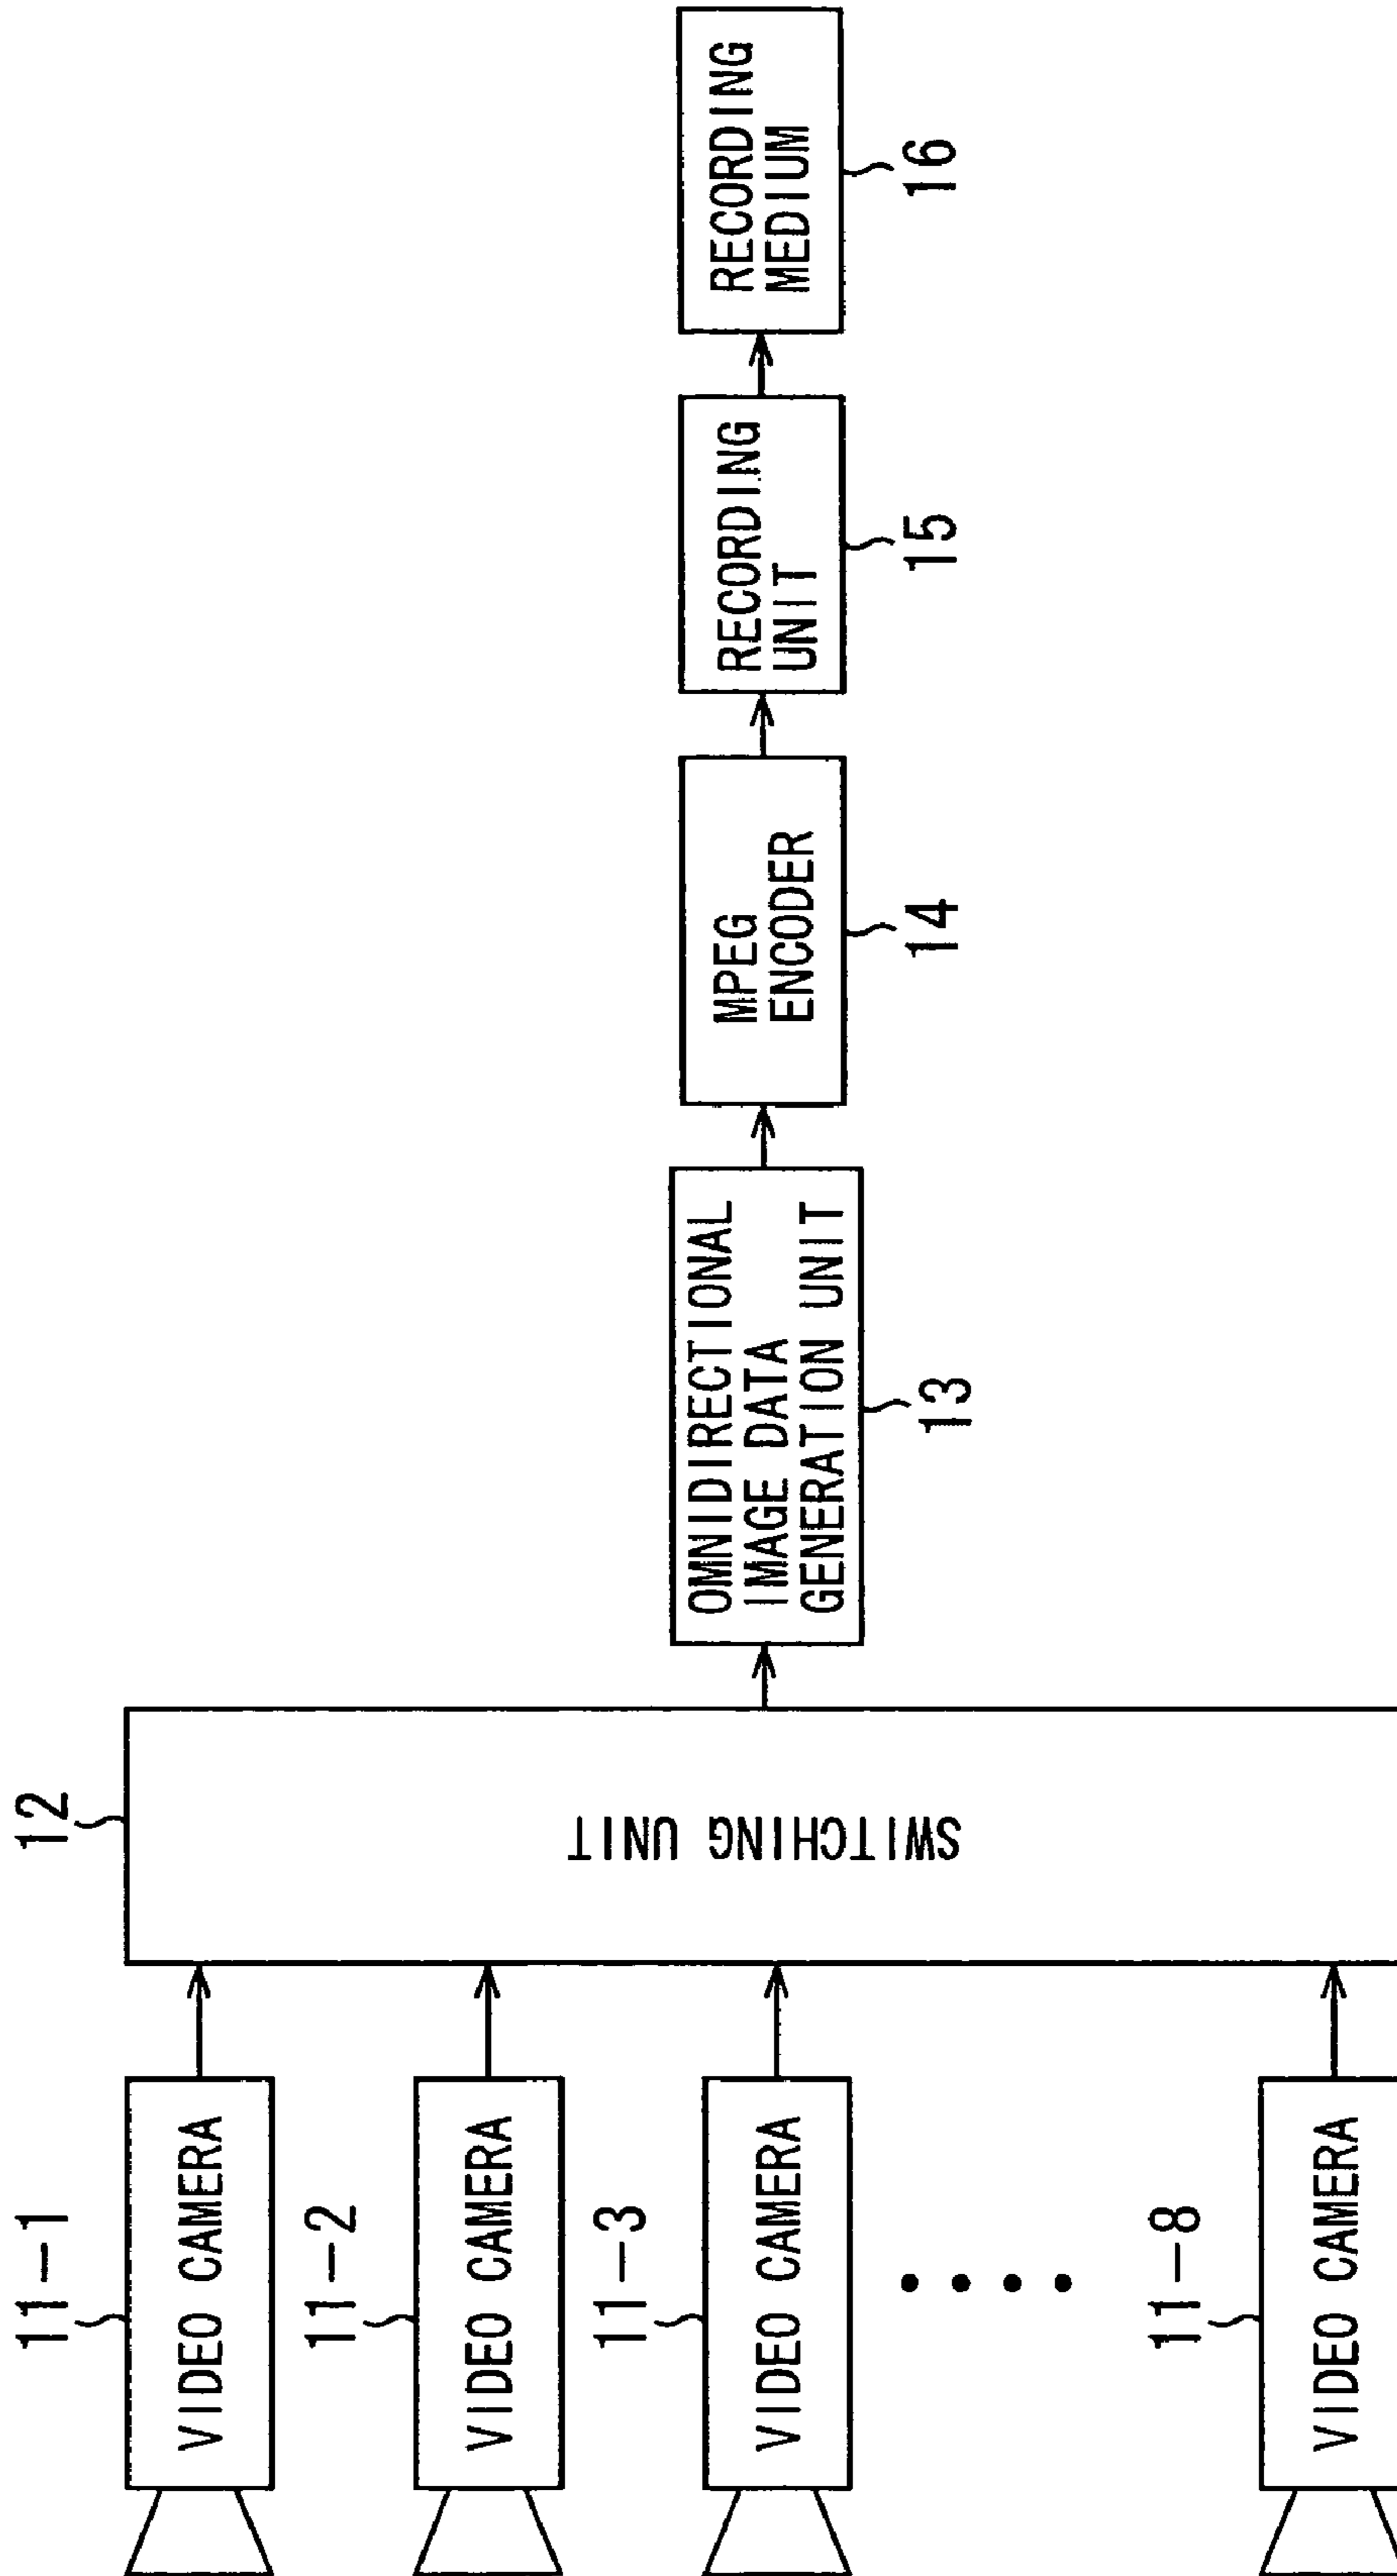 11-1
VIDEO CAMERA
11-2
VIDEO CAMERA
11-3
VIDEO CAMERA
11-8
VIDEO CAMERA
12
SWITCHING UNIT
OMNIDIRECTIONAL
IMAGE DATA
GENERATION UNIT
13
MPEG
ENCODER
14
RECORDING
UNIT
15
RECORDING
MEDIUM
16